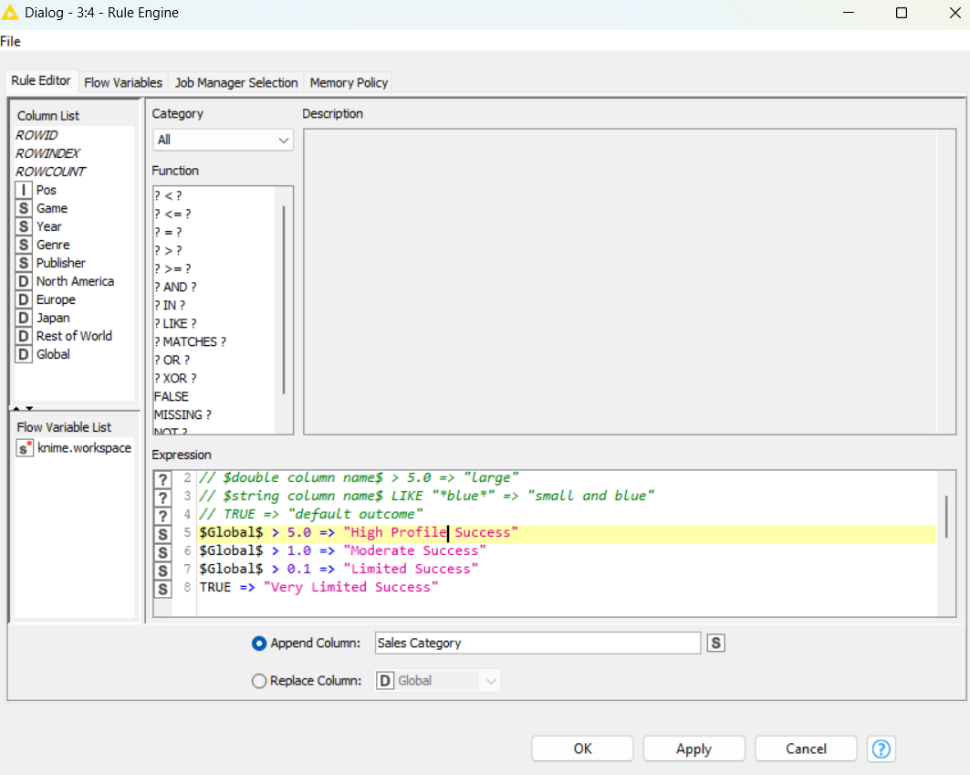 Dialog - 3:4 - Rule Engine
File
Rule Editor Flow Variables Job Manager Selection Memory Policy
Column List
ROWID
ROWINDEX
ROWCOUNT
I Pos
S Game
S Year
S Genre
S Publisher
D North America
D Europe
D Japan
D Rest of World
D Global
Flow Variable List
s knime.workspace
Category
All
Function
? < ?
? <= ?
? = ?
? > ?
? >= ?
? AND ?
? IN ?
? LIKE ?
? MATCHES ?
? OR ?
? XOR ?
FALSE
MISSING ?
NOT ?
Description
Expression
? 2 // $double column name$ > 5.0 => "large"
? 3 // $string column name$ LIKE "*blue*" => "small and blue"
? 4 // TRUE => "default outcome"
S 5 $Global$ > 5.0 => "High Profile Success"
S 6 $Global$ > 1.0 => "Moderate Success"
S 7 $Global$ > 0.1 => "Limited Success"
S 8 TRUE => "Very Limited Success"
Append Column: Sales Category S
Replace Column: D Global
OK Apply Cancel ?